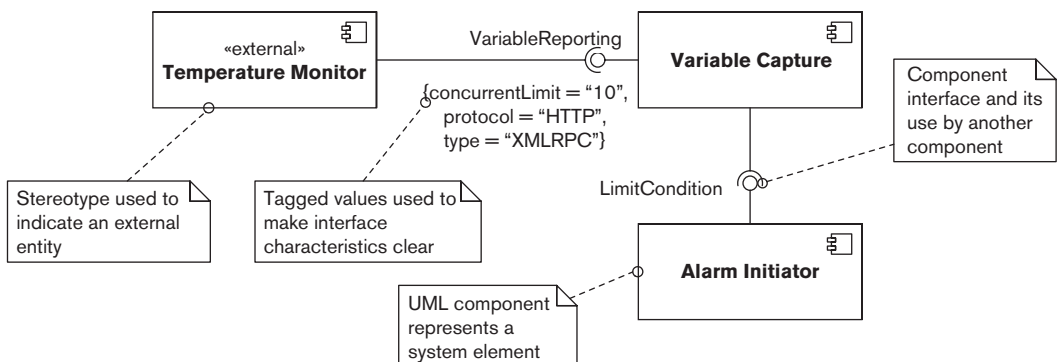 «external»
Temperature Monitor
VariableReporting
{concurrentLimit = “10”,
protocol = “HTTP”,
type = “XMLRPC”}
Variable Capture
Component
interface and its
use by another
component
Stereotype used to
indicate an external
entity
Tagged values used to
make interface
characteristics clear
LimitCondition
Alarm Initiator
UML component
represents a
system element